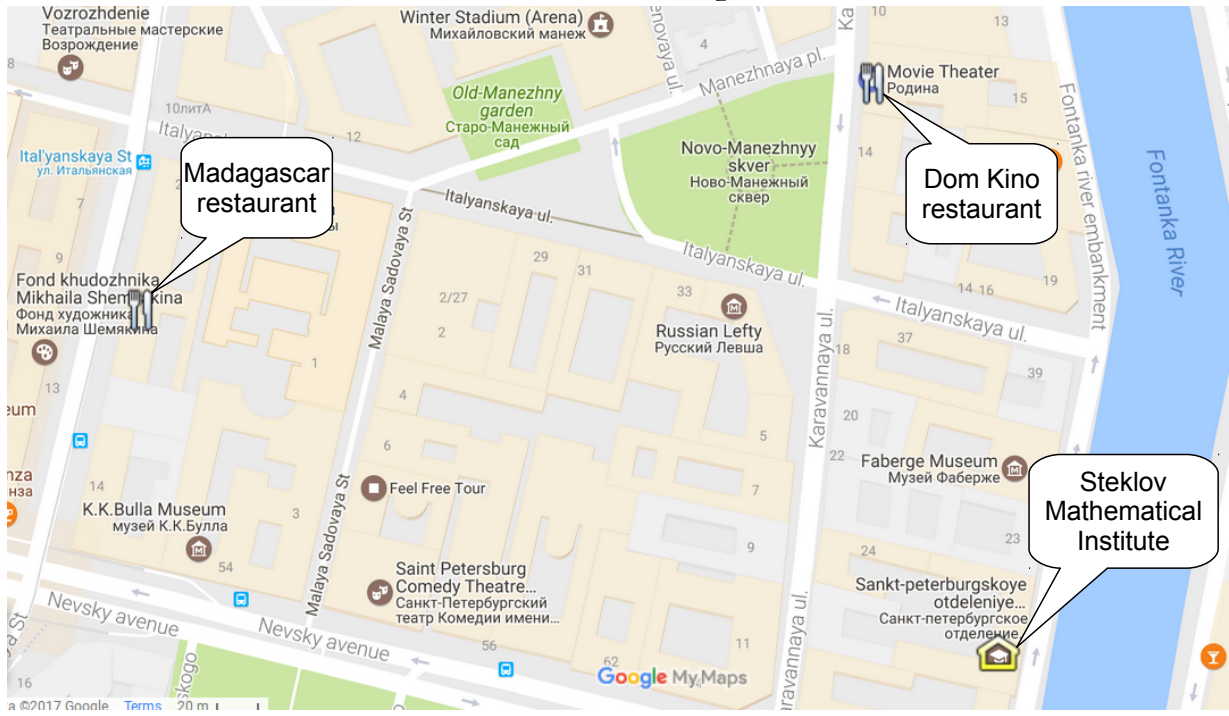 Vozrozhdenie
Театральные мастерские
Возрождение
Winter Stadium (Arena)
Михайловский манеж
10
13
4
Manezhnaya pl.
Movie Theater
Родина
15
8
10литА
Old-Manezhny
garden
Старо-Манежный
сад
12
Ital'yanskaya St
ул. Итальянская
Novo-Manezhnyy
skver
Ново-Манежный
сквер
14
Fontanka river embankment
Fontanka River
Madagascar
restaurant
Dom Kino
restaurant
7
Italyanskaya ul.
Italyanskaya ul.
9
29
31
33
14 16
19
Italyanskaya ul.
Fond khudozhnika
Фонд художника
Malaya Sadovaya St
2/27
2
Russian Lefty
Русский Левша
Karavannaya ul.
18
37
39
1
13
4
20
5
6
22
Faberge Museum
Музей Фаберже
Steklov
Mathematical
Institute
14
K.K.Bulla Museum
музей К.К.Булла
3
Feel Free Tour
7
9
23
24
54
Malaya Sadovaya St
Saint Petersburg
Comedy Theatre...
Санкт-Петербургский
театр Комедии имени...
Sankt-peterburgskoye
otdeleniye...
Санкт-петербургское
отделение
Nevsky avenue
Nevsky avenue
56
62
11
16
Google My Maps
©2017 Google Terms 20 m